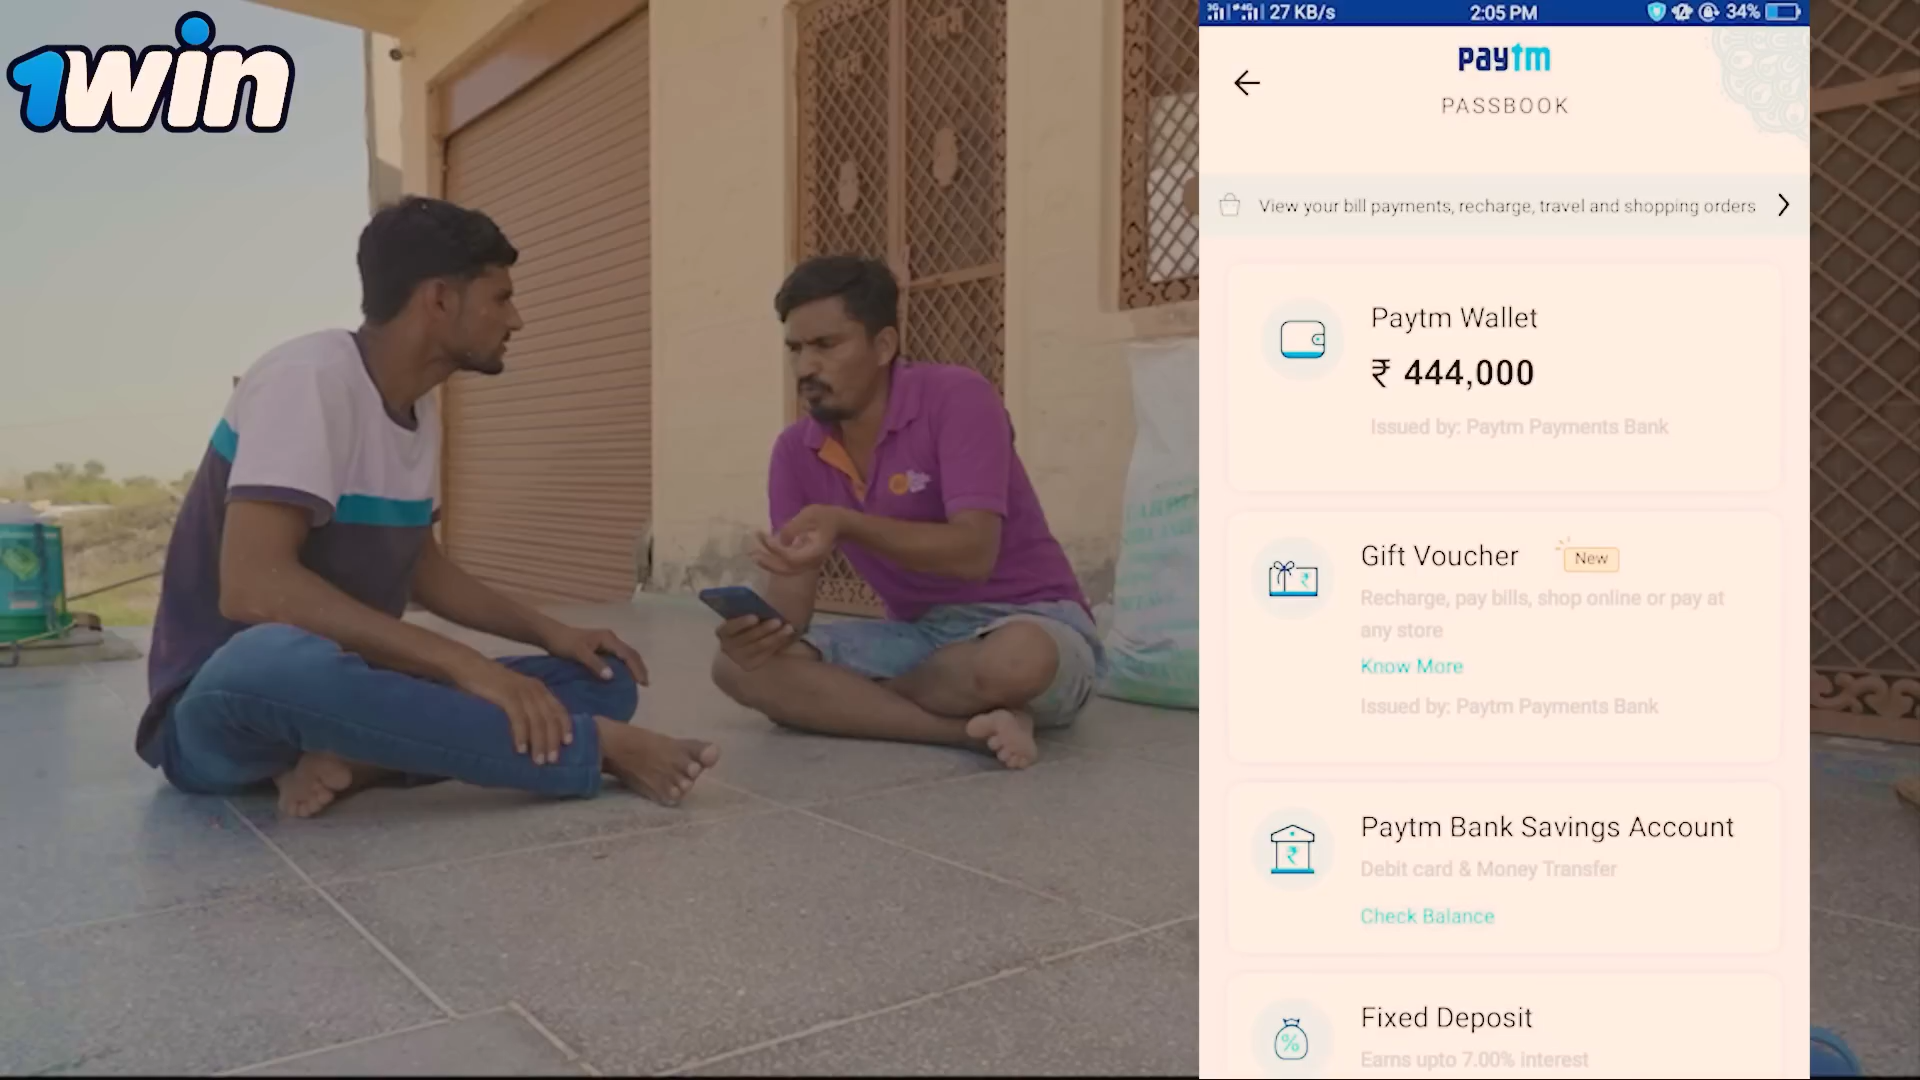 1win
27 KB/s
2:05 PM
34%
paytm
PASSBOOK
View your bill payments, recharge, travel and shopping orders
Paytm Wallet
₹ 444,000
Issued by: Paytm Payments Bank
Gift Voucher
New
Recharge, pay bills, shop online or pay at
any store
Know More
Issued by: Paytm Payments Bank
Paytm Bank Savings Account
Debit card & Money Transfer
Check Balance
Fixed Deposit
Earns upto 7.00% interest